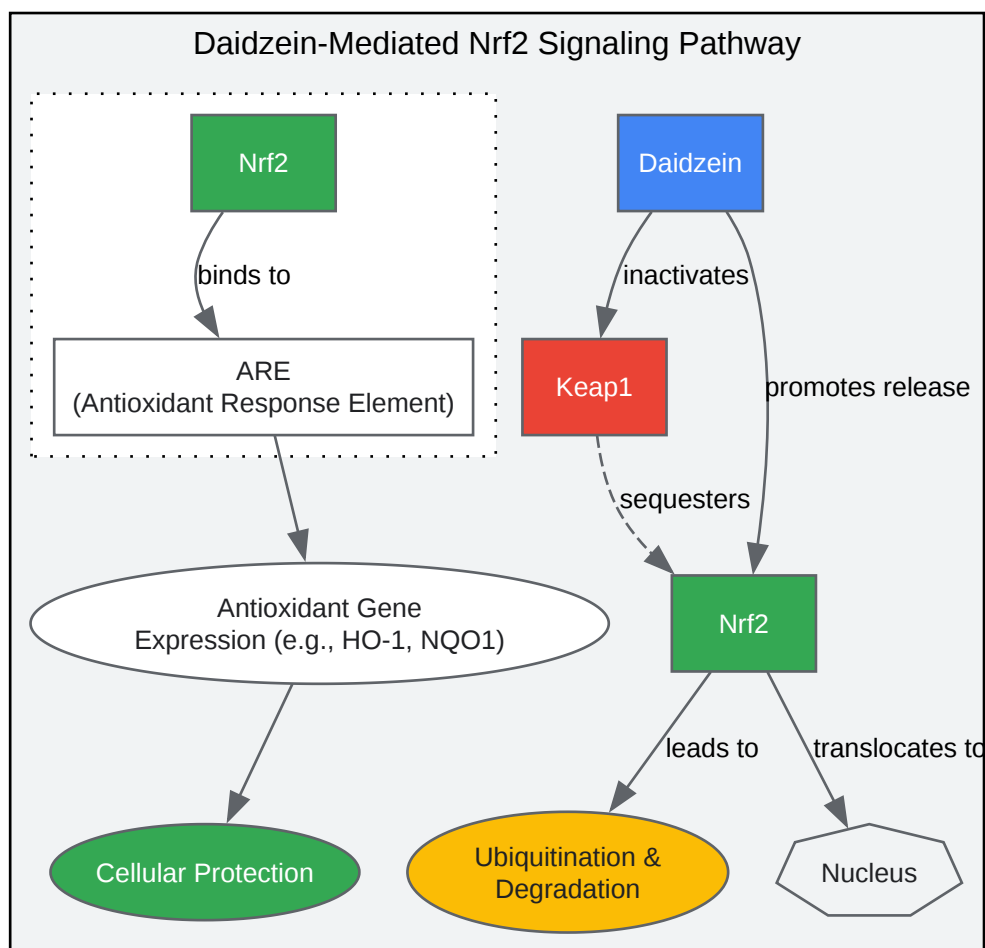 Daidzein-Mediated Nrf2 Signaling Pathway
Nrf2
Daidzein
binds to
inactivates
ARE
(Antioxidant Response Element)
Keap1
promotes release
sequesters
Antioxidant Gene
Expression (e.g., HO-1, NQO1)
Nrf2
leads to
translocates to
Cellular Protection
Ubiquitination &
Degradation
Nucleus